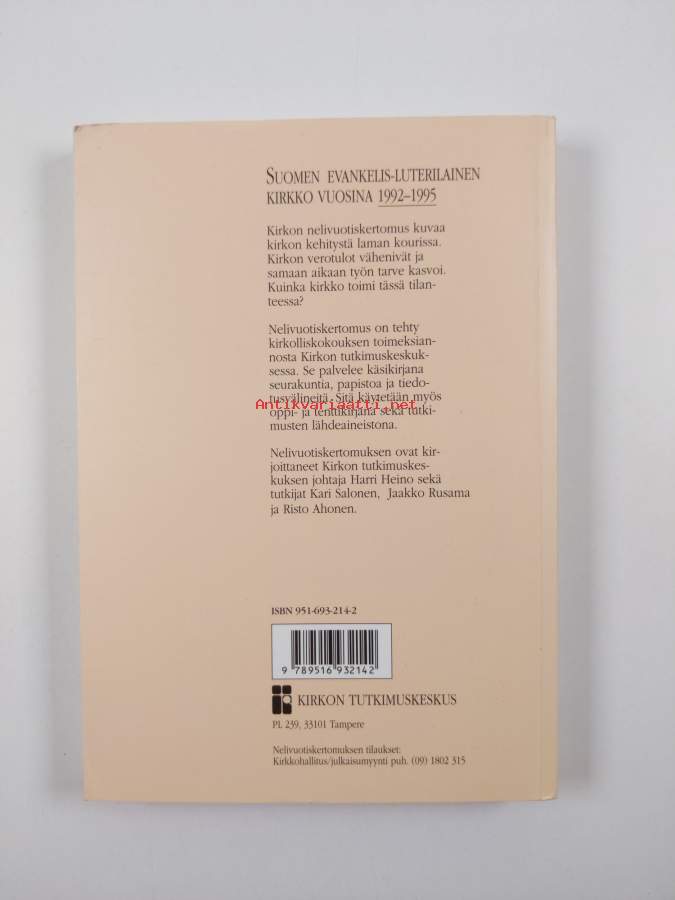 SUOMEN EVANKELIS-LUTERILAINEN
KIRKKO VUOSINA 1992–1995
Kirkon nelivuotiskertomus kuvaa
kirkon kehitystä laman kourissa.
Kirkon verotulot vähenivät ja
samaan aikaan työn tarve kasvoi.
Kuinka kirkko toimi tässä tilan-
teessa?
Nelivuotiskertomus on tehty
kirkolliskokouksen toimeksian-
nosta Kirkon tutkimuskeskuk-
sessa. Se palvelee käsikirjana
seurakuntia, papistoa ja tiedo-
tusvälineitä. Sitä käytetään myös
Antikvariaatti.net
oppi- ja tenttikirjana sekä tutki-
musten lähdeaineistona.
Nelivuotiskertomuksen ovat kir-
joittaneet Kirkon tutkimuskes-
kuksen johtaja Harri Heino sekä
tutkijat Kari Salonen, Jaakko Rusama
ja Risto Ahonen.
ISBN 951-693-214-2
9 789516 932142
KIRKON TUTKIMUSKESKUS
PL 239, 33101 Tampere
Nelivuotiskertomuksen tilaukset:
Kirkkohallitus/julkaisumyynti puh. (09) 1802 315